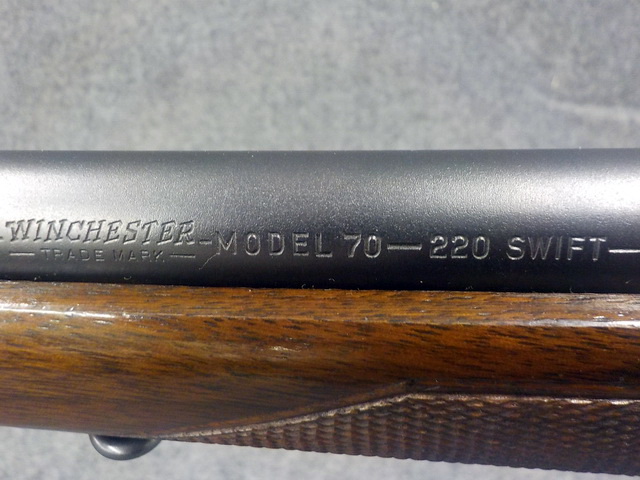 WINCHESTER-MODEL 70—220 SWIFT—
—TRADE MARK—